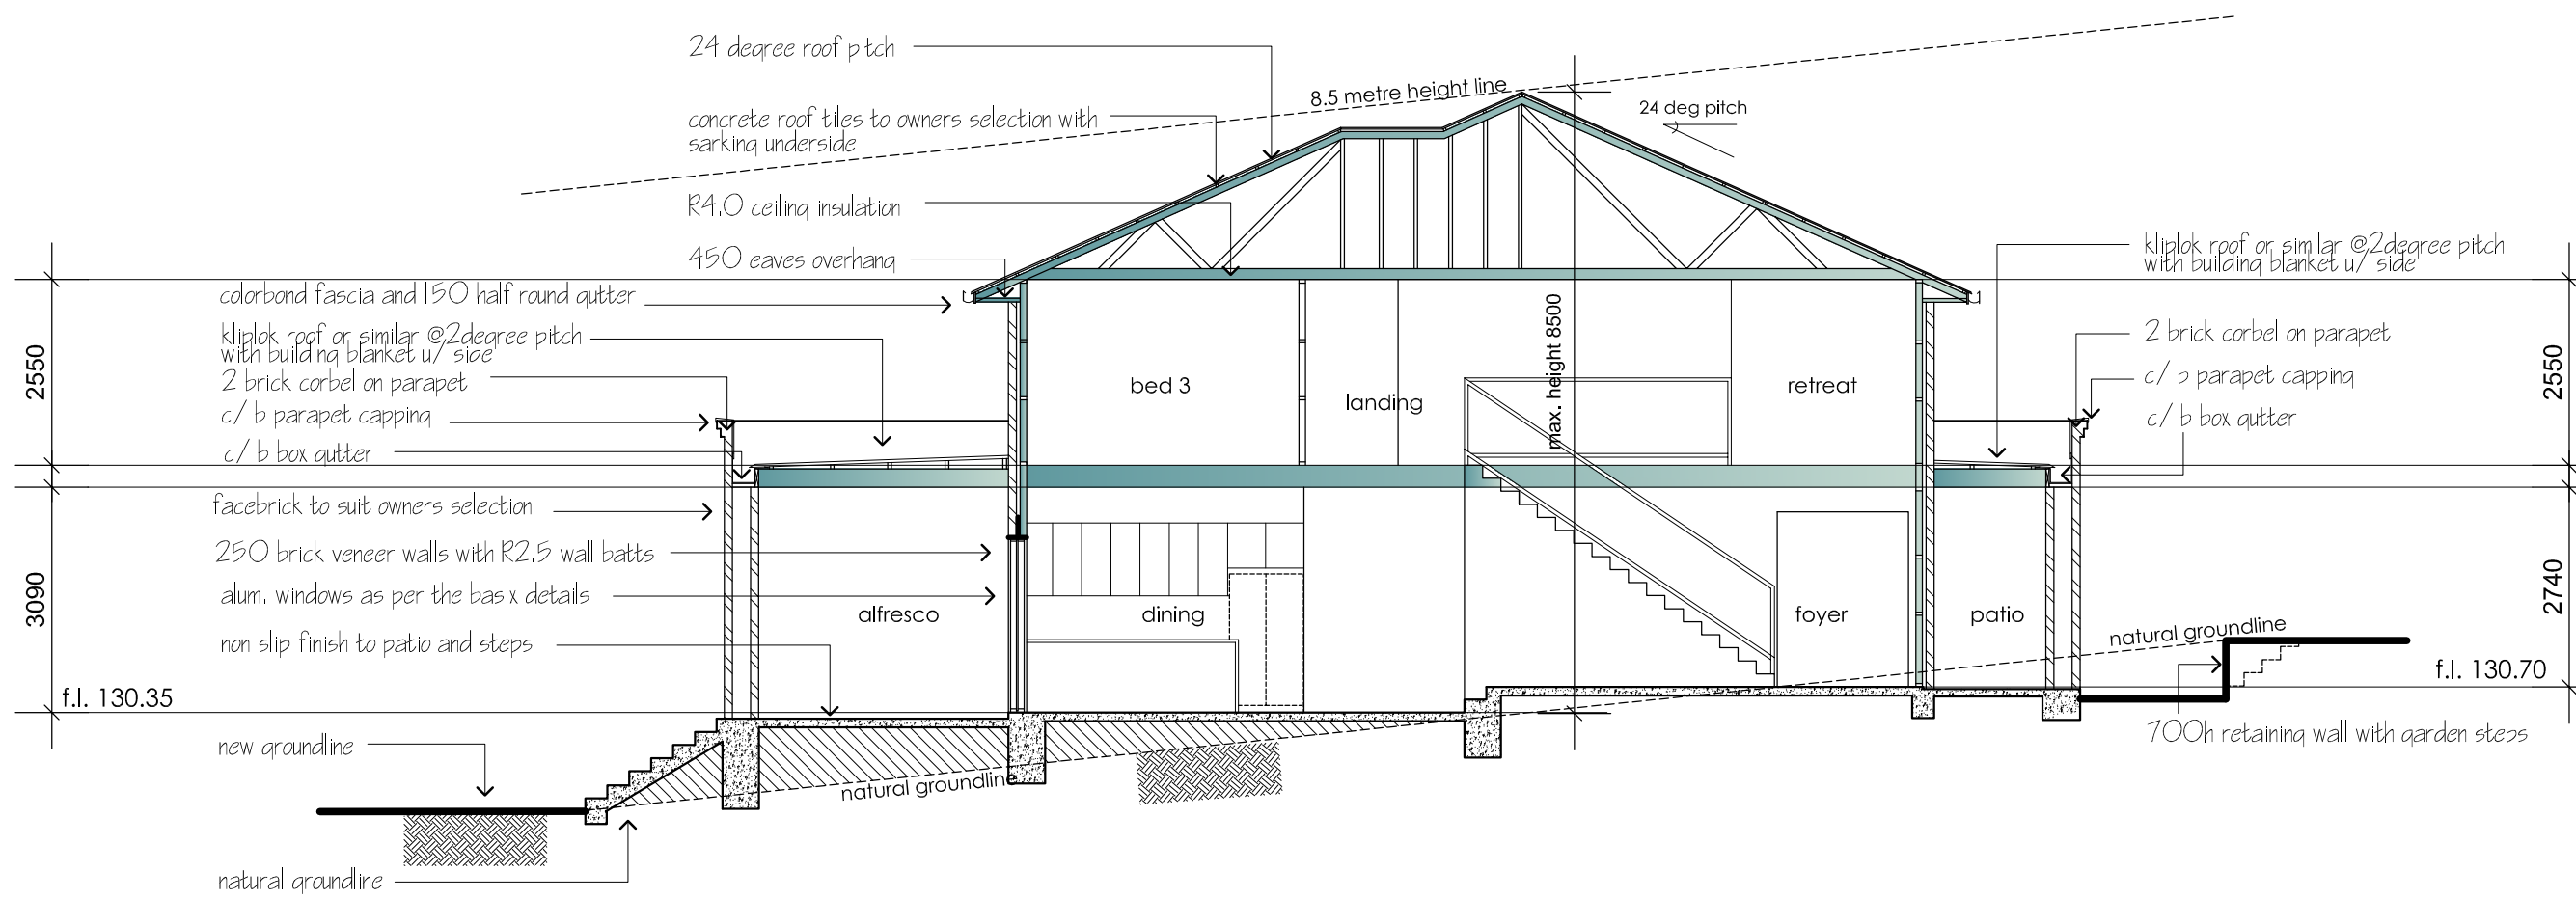 24 degree roof pitch
8.5 metre height line
24 deg pitch
concrete roof tiles to owners selection with
sarking underside
R4.0 ceiling insulation
450 eaves overhang
colorbond fascia and 150 half round gutter
kliplok roof or similar @2degree pitch
with building blanket u/ side
2 brick corbel on parapet
c/ b parapet capping
c/ b box gutter
facebrick to suit owners selection
250 brick veneer walls with R2.5 wall batts
alum. windows as per the basix details
non slip finish to patio and steps
2550
3090
f.l. 130.35
new groundline
natural groundline
natural groundline
bed 3
landing
max. height 8500
retreat
alfresco
dining
foyer
patio
kliplok roof or similar @2degree pitch
with building blanket u/ side
2 brick corbel on parapet
c/ b parapet capping
c/ b box gutter
2550
2740
natural groundline
f.l. 130.70
700h retaining wall with garden steps